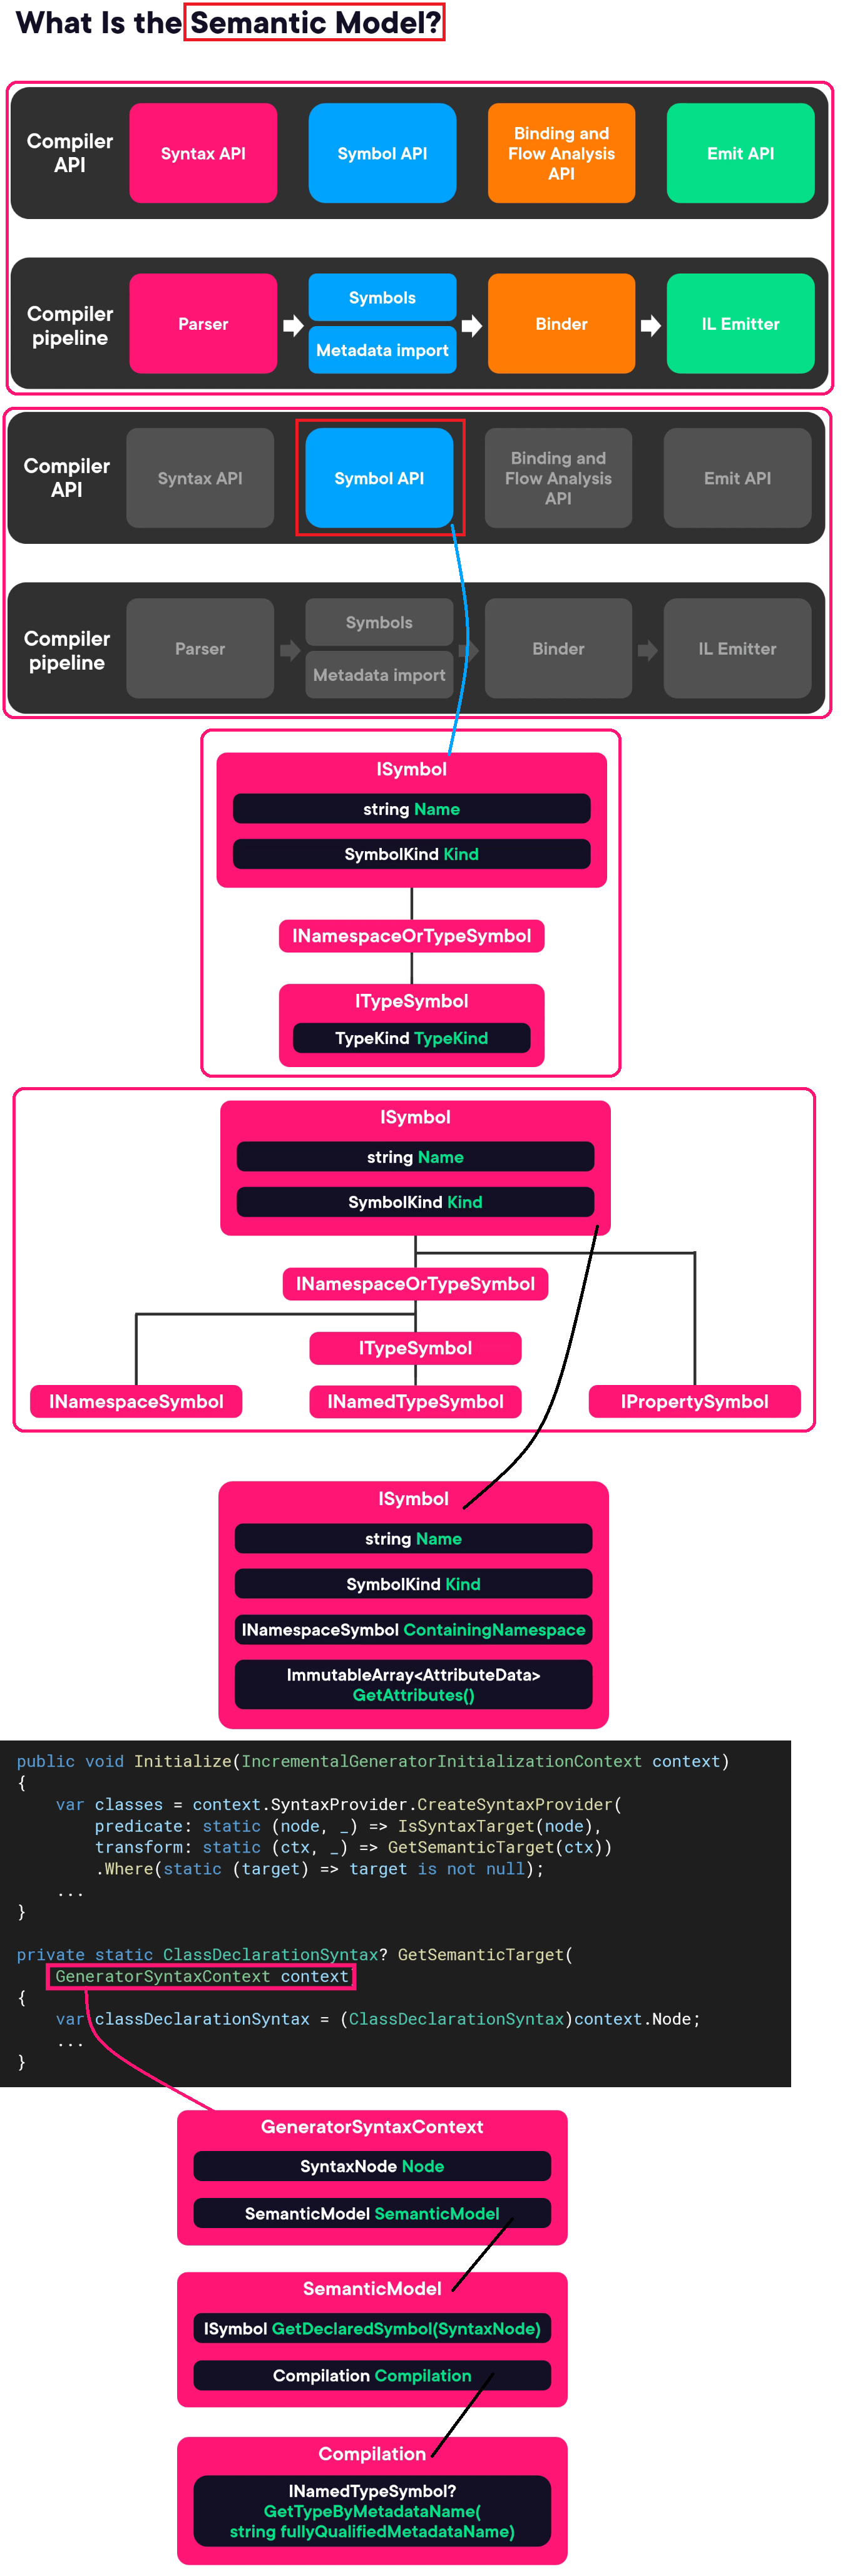 What Is the Semantic Model?
Compiler
API
Syntax API
Symbol API
Binding and
Flow Analysis
API
Emit API
Compiler
pipeline
Parser
Symbols
Metadata import
Binder
IL Emitter
Compiler
API
Syntax API
Symbol API
Binding and
Flow Analysis
API
Emit API
Compiler
pipeline
Parser
Symbols
Metadata import
Binder
IL Emitter
ISymbol
string Name
SymbolKind Kind
INamespaceOrTypeSymbol
ITypeSymbol
TypeKind TypeKind
ISymbol
string Name
SymbolKind Kind
INamespaceOrTypeSymbol
ITypeSymbol
INamespaceSymbol
INamedTypeSymbol
IPropertySymbol
ISymbol
string Name
SymbolKind Kind
INamespaceSymbol ContainingNamespace
ImmutableArray<AttributeData>
GetAttributes()
public void Initialize(IncrementalGeneratorInitializationContext context)
{
    var classes = context.SyntaxProvider.CreateSyntaxProvider(
        predicate: static (node, _) => IsSyntaxTarget(node),
        transform: static (ctx, _) => GetSemanticTarget(ctx))
        .Where(static (target) => target is not null);
    ...
}
private static ClassDeclarationSyntax? GetSemanticTarget(
    GeneratorSyntaxContext context)
{
    var classDeclarationSyntax = (ClassDeclarationSyntax)context.Node;
    ...
}
GeneratorSyntaxContext
SyntaxNode Node
SemanticModel SemanticModel
SemanticModel
ISymbol GetDeclaredSymbol(SyntaxNode)
Compilation Compilation
Compilation
INamedTypeSymbol?
GetTypeByMetadataName(
string fullyQualifiedMetadataName)